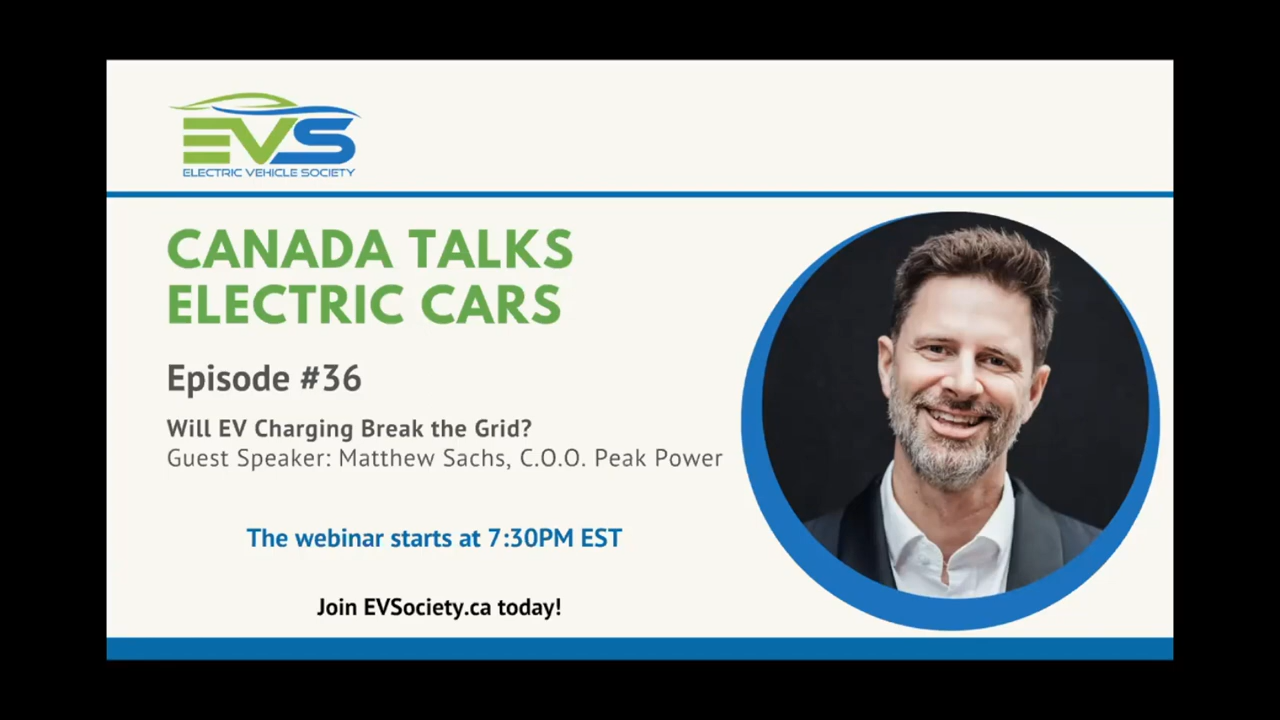 EVS
ELECTRIC VEHICLE SOCIETY
CANADA TALKS
ELECTRIC CARS
Episode #36
Will EV Charging Break the Grid?
Guest Speaker: Matthew Sachs, C.O.O. Peak Power
The webinar starts at 7:30PM EST
Join EVSociety.ca today!